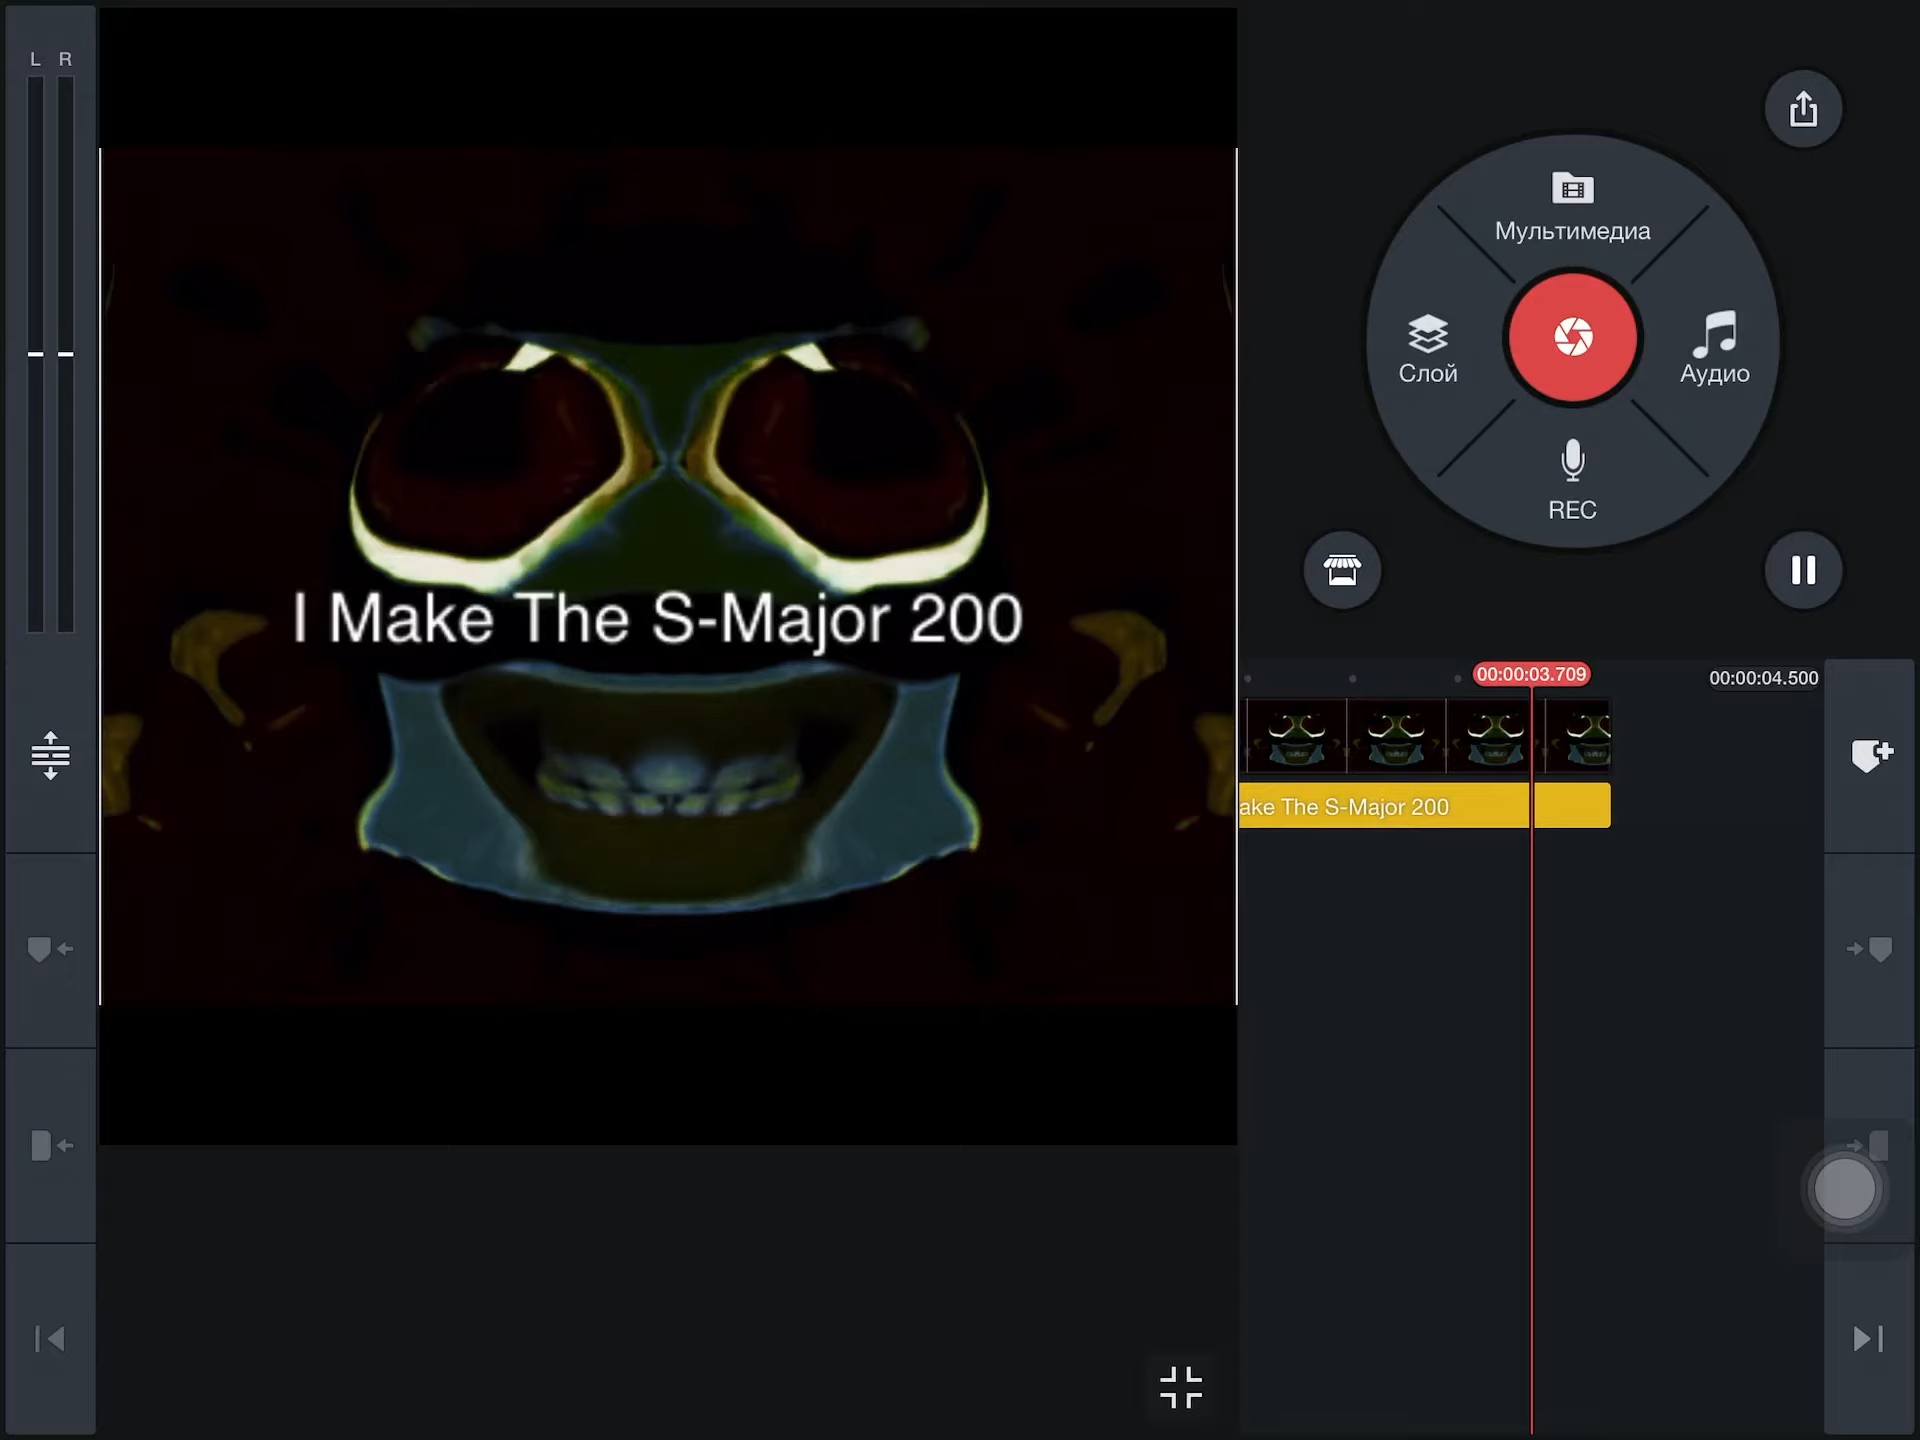 L R
Мультимедиа
Слой
Аудио
REC
I Make The S-Major 200
00:00:03.709
00:00:04.500
ake The S-Major 200